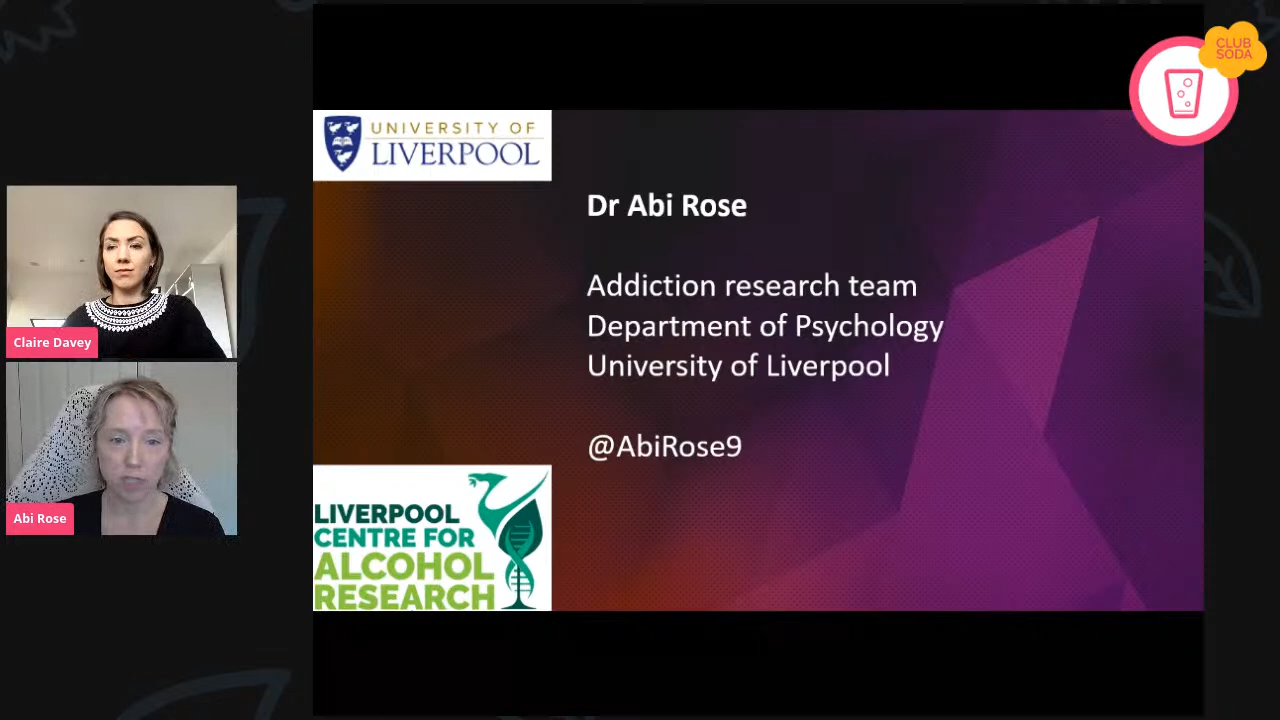 CLUB
SODA
UNIVERSITY OF
LIVERPOOL
Dr Abi Rose
Addiction research team
Department of Psychology
University of Liverpool
@AbiRose9
LIVERPOOL
CENTRE FOR
ALCOHOL
RESEARCH
Claire Davey
Abi Rose